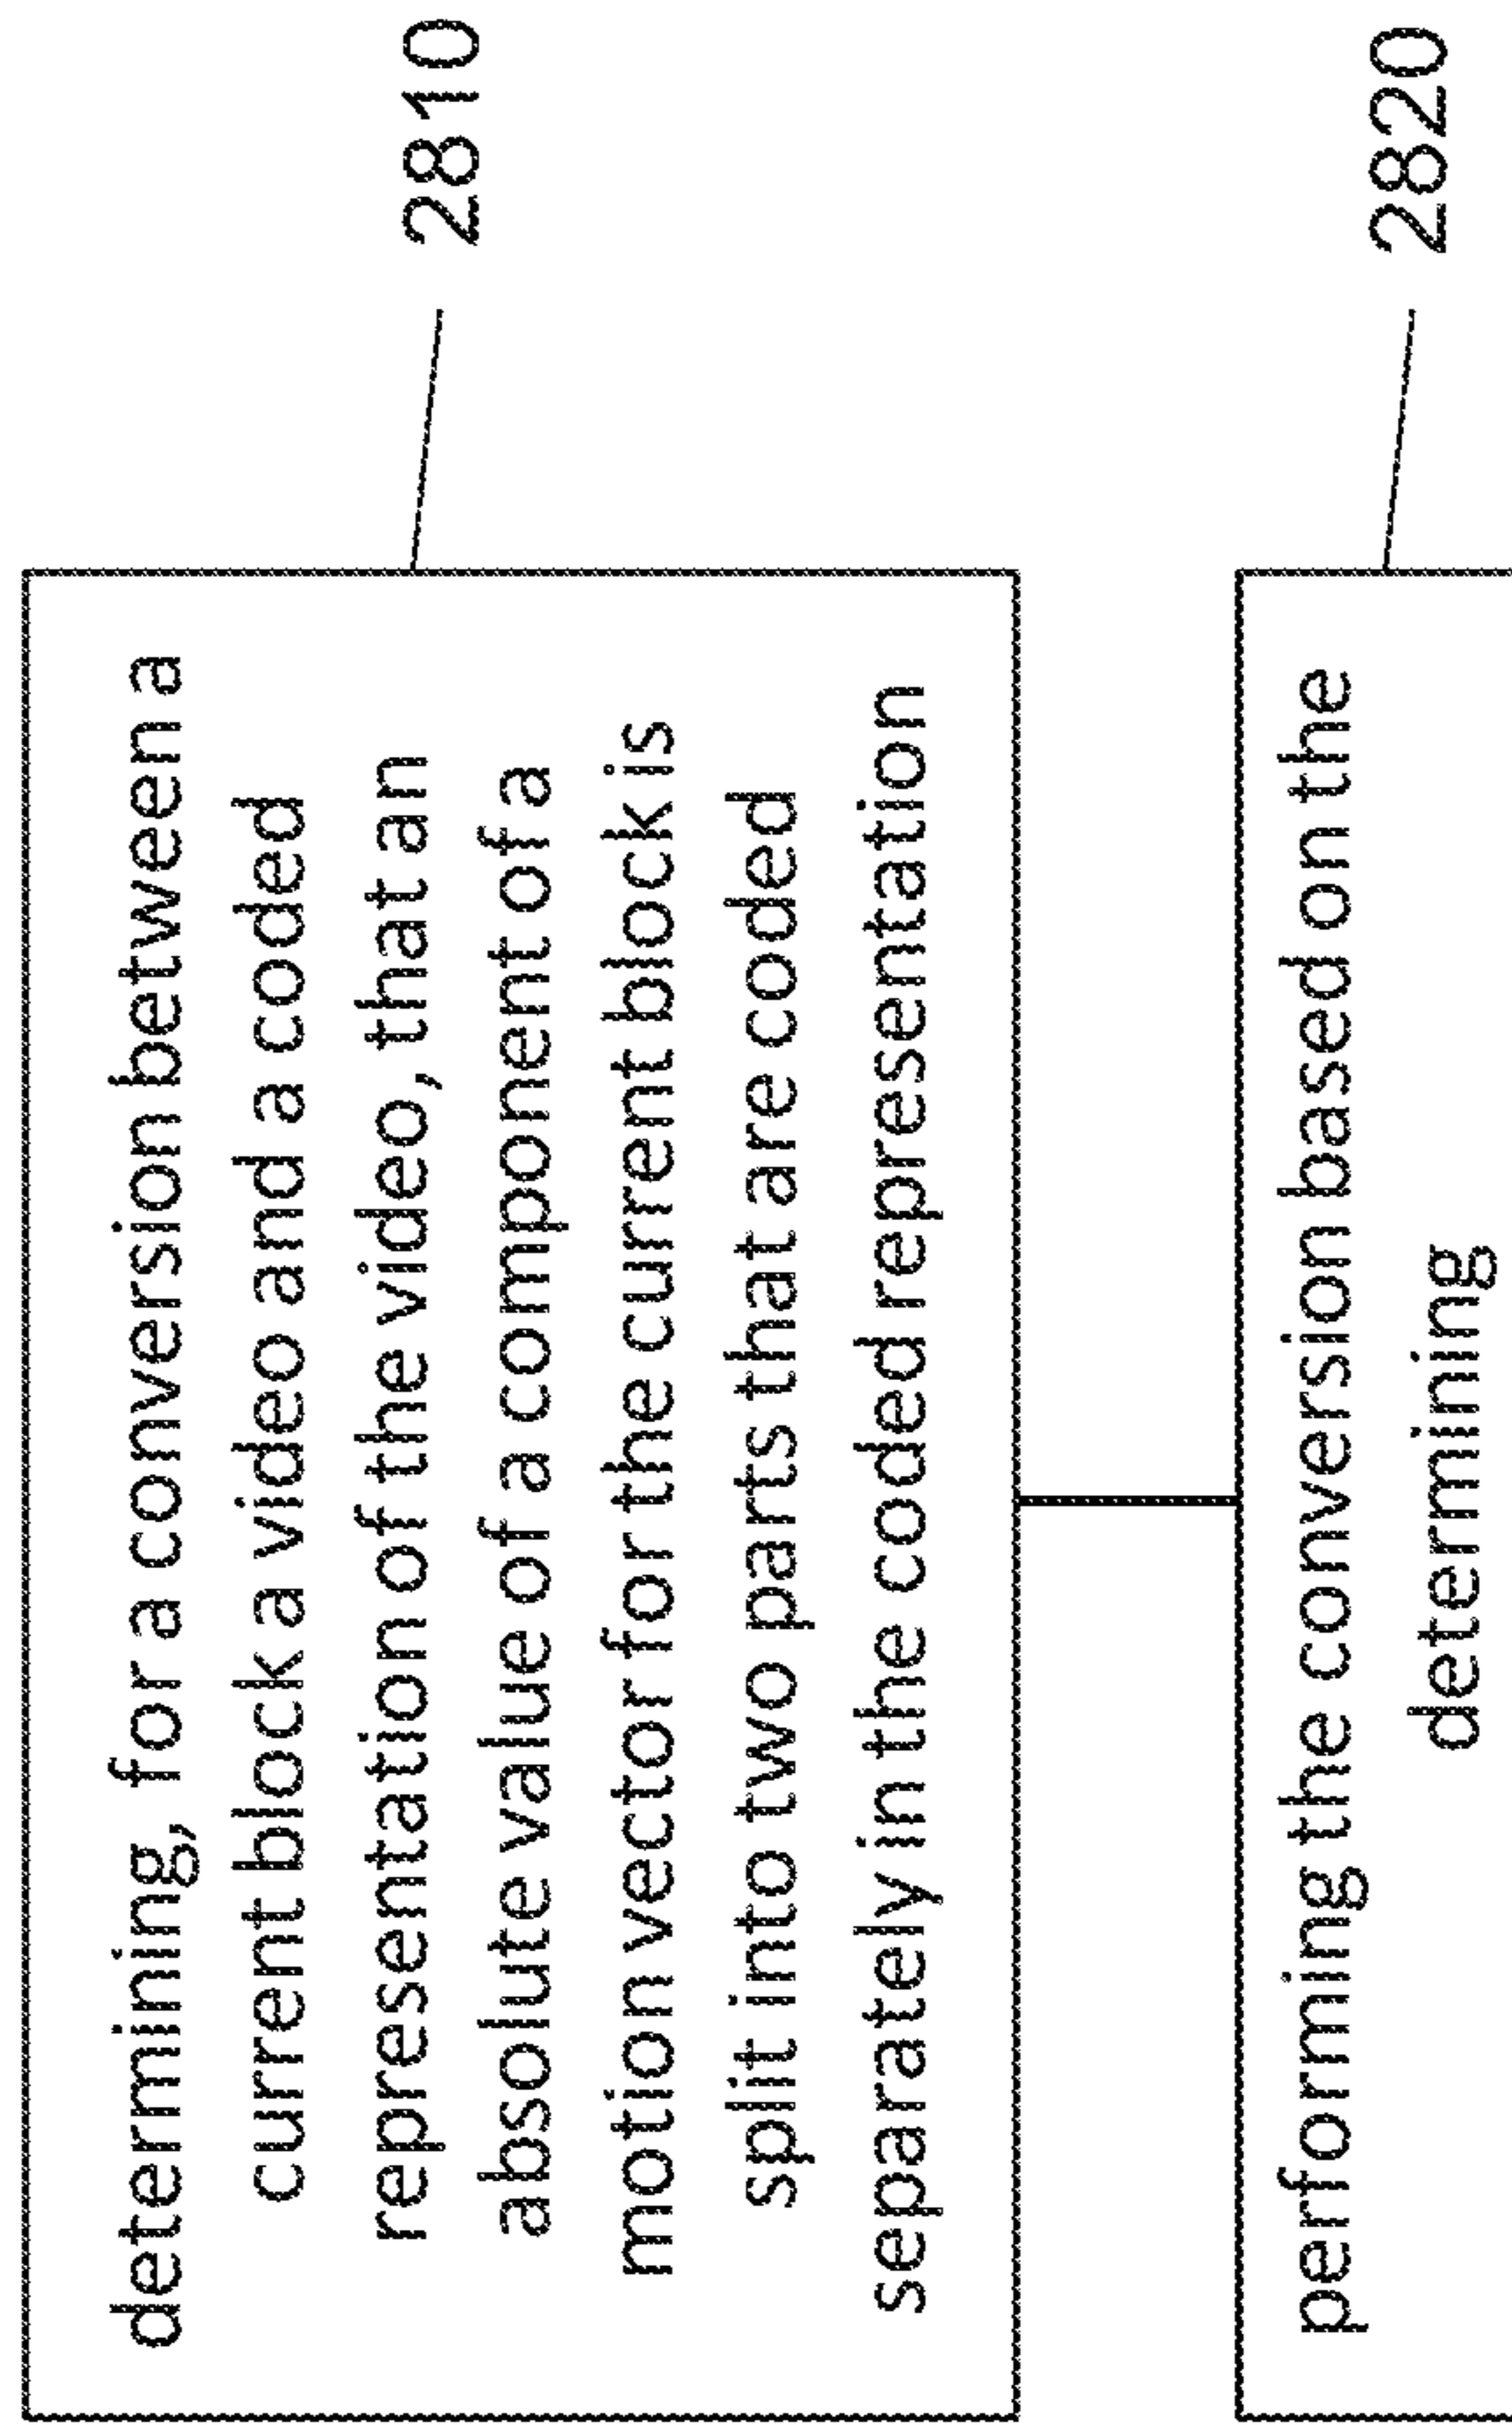 determining, for a conversion between a
current block a video and a coded
representation of the video, that an
absolute value of a component of a
motion vector for the current block is
split into two parts that are coded
separately in the coded representation
2810
performing the conversion based on the
determining
2820